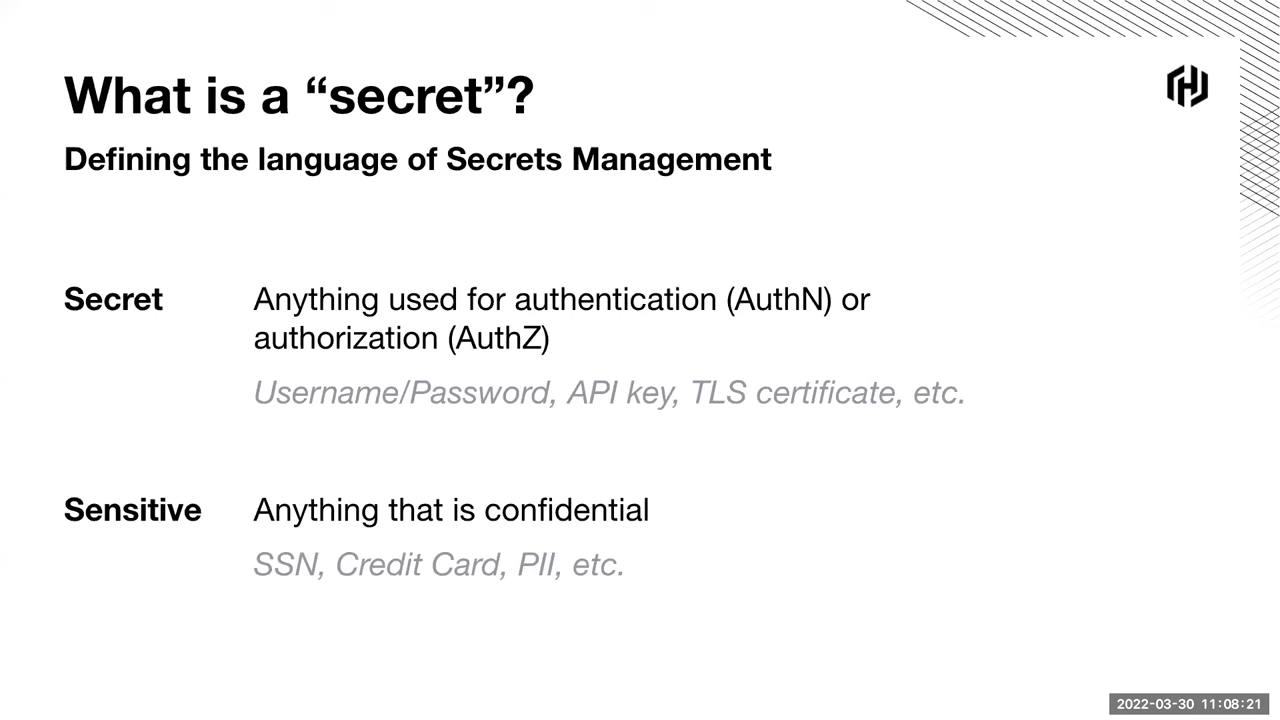 What is a “secret”?
Defining the language of Secrets Management
Secret
Anything used for authentication (AuthN) or
authorization (AuthZ)
Username/Password, API key, TLS certificate, etc.
Sensitive
Anything that is confidential
SSN, Credit Card, PII, etc.
2022-03-30 11:08:21